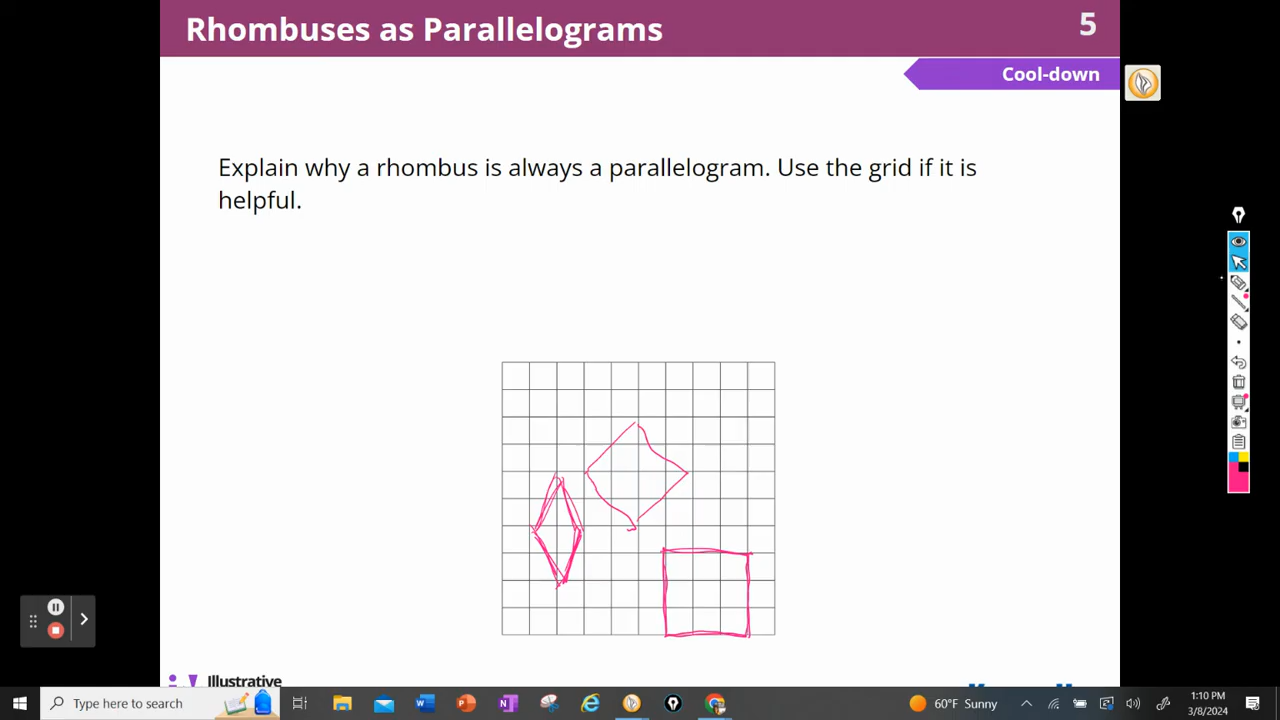 Rhombuses as Parallelograms
5
Cool-down
Explain why a rhombus is always a parallelogram. Use the grid if it is
helpful.
Illustrative
Type here to search
60°F Sunny
1:10 PM
3/8/2024